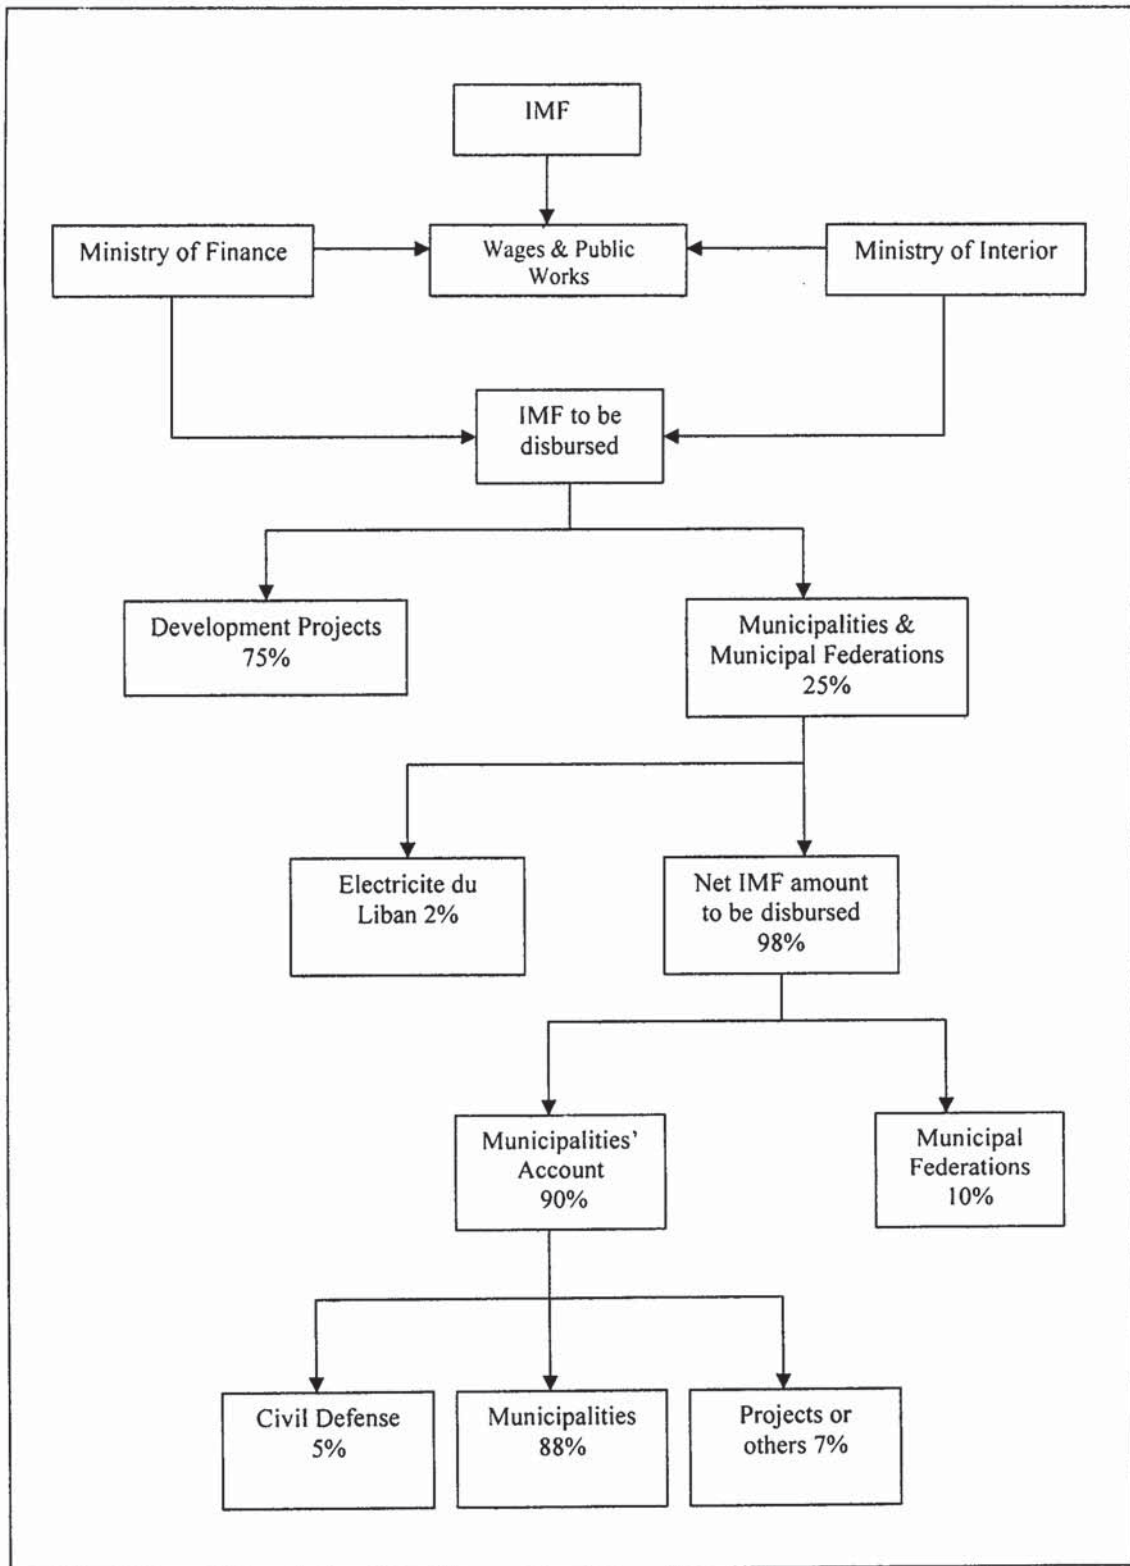 IMF
Ministry of Finance
Wages & Public
Works
Ministry of Interior
IMF to be
disbursed
Development Projects
75%
Municipalities &
Municipal Federations
25%
Electricite du
Liban 2%
Net IMF amount
to be disbursed
98%
Municipalities'
Account
90%
Municipal
Federations
10%
Civil Defense
5%
Municipalities
88%
Projects or
others 7%